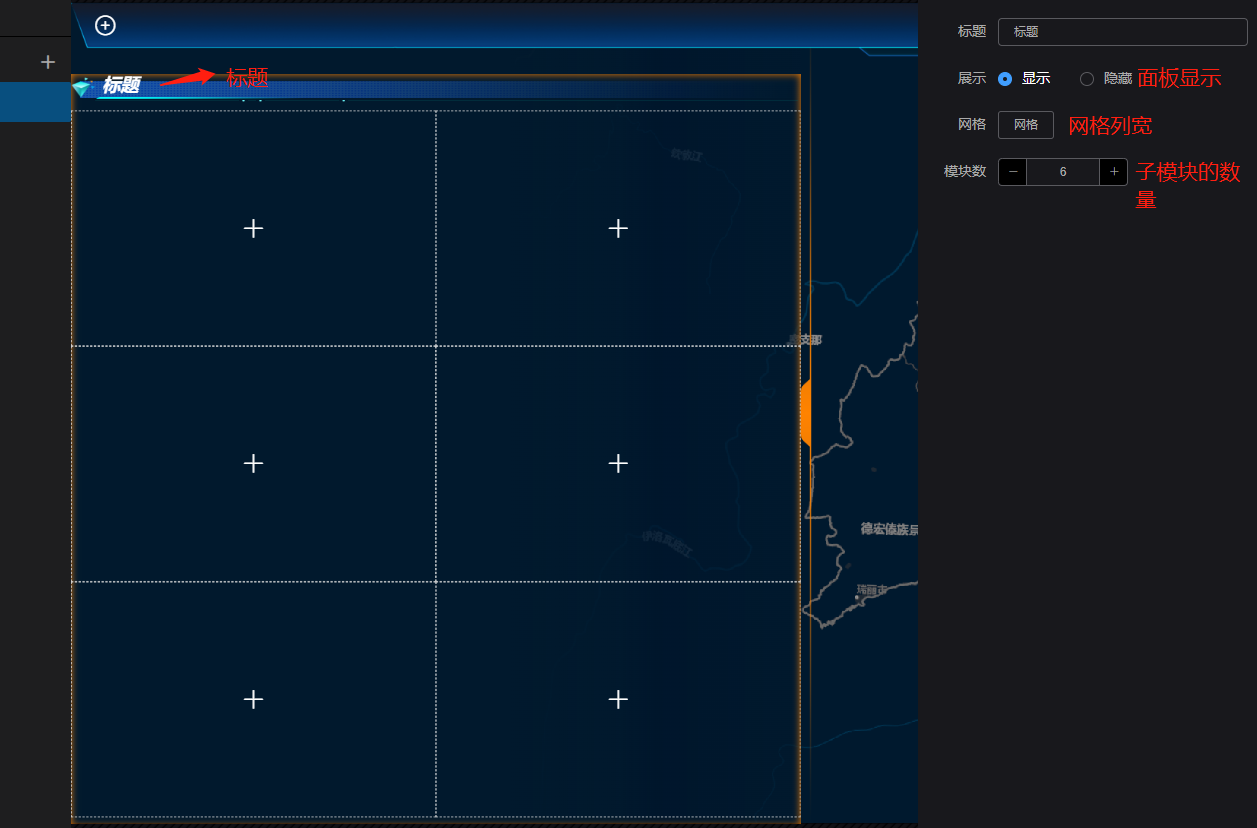 标题
标题
标题 标题
展示 显示 隐藏 面板显示
网格 网格 网格列宽
模块数 − 6 + 子模块的数
量
德宏傣族景
瑞丽市